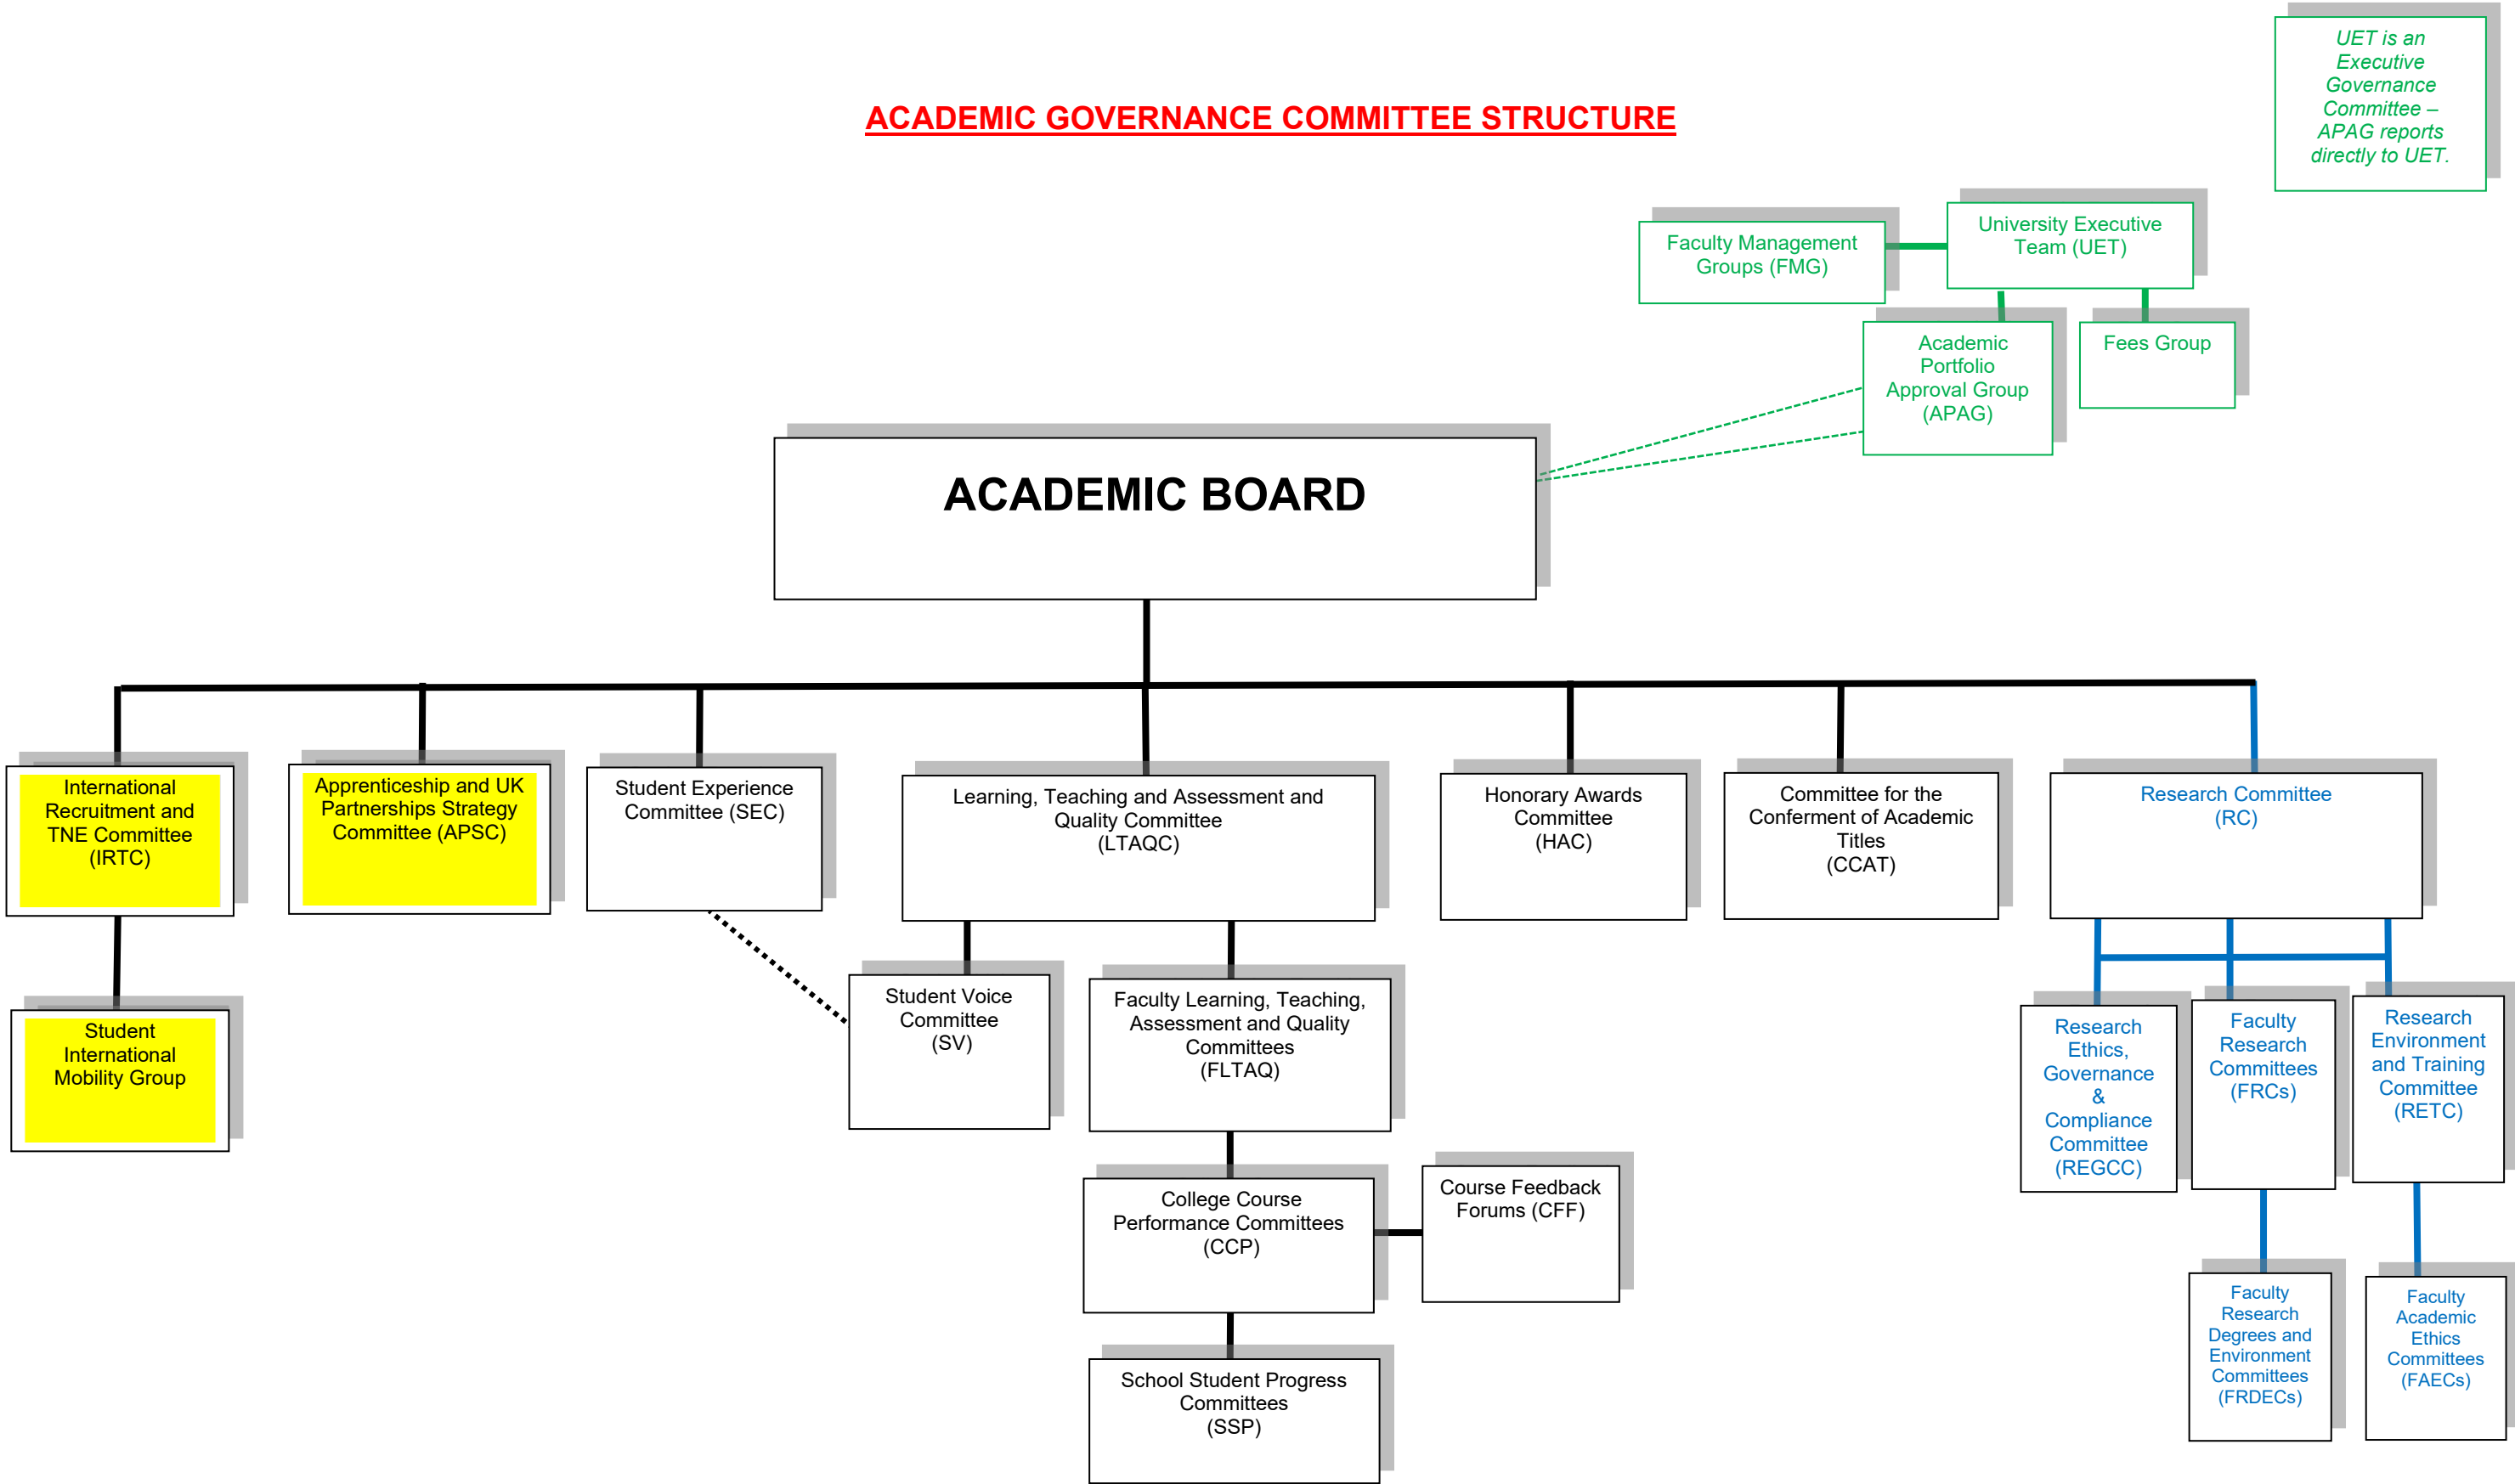 UET is an
Executive
Governance
Committee –
APAG reports
directly to UET.
ACADEMIC GOVERNANCE COMMITTEE STRUCTURE
University Executive
Team (UET)
Faculty Management
Groups (FMG)
Academic
Portfolio
Approval Group
(APAG)
Fees Group
ACADEMIC BOARD
International
Recruitment and
TNE Committee
(IRTC)
Apprenticeship and UK
Partnerships Strategy
Committee (APSC)
Student Experience
Committee (SEC)
Learning, Teaching and Assessment and
Quality Committee
(LTAQC)
Honorary Awards
Committee
(HAC)
Committee for the
Conferment of Academic
Titles
(CCAT)
Research Committee
(RC)
Student
International
Mobility Group
Student Voice
Committee
(SV)
Faculty Learning, Teaching,
Assessment and Quality
Committees
(FLTAQ)
Research
Ethics,
Governance
&
Compliance
Committee
(REGCC)
Faculty
Research
Committees
(FRCs)
Research
Environment
and Training
Committee
(RETC)
College Course
Performance Committees
(CCP)
Course Feedback
Forums (CFF)
Faculty
Research
Degrees and
Environment
Committees
(FRDECs)
Faculty
Academic
Ethics
Committees
(FAECs)
School Student Progress
Committees
(SSP)